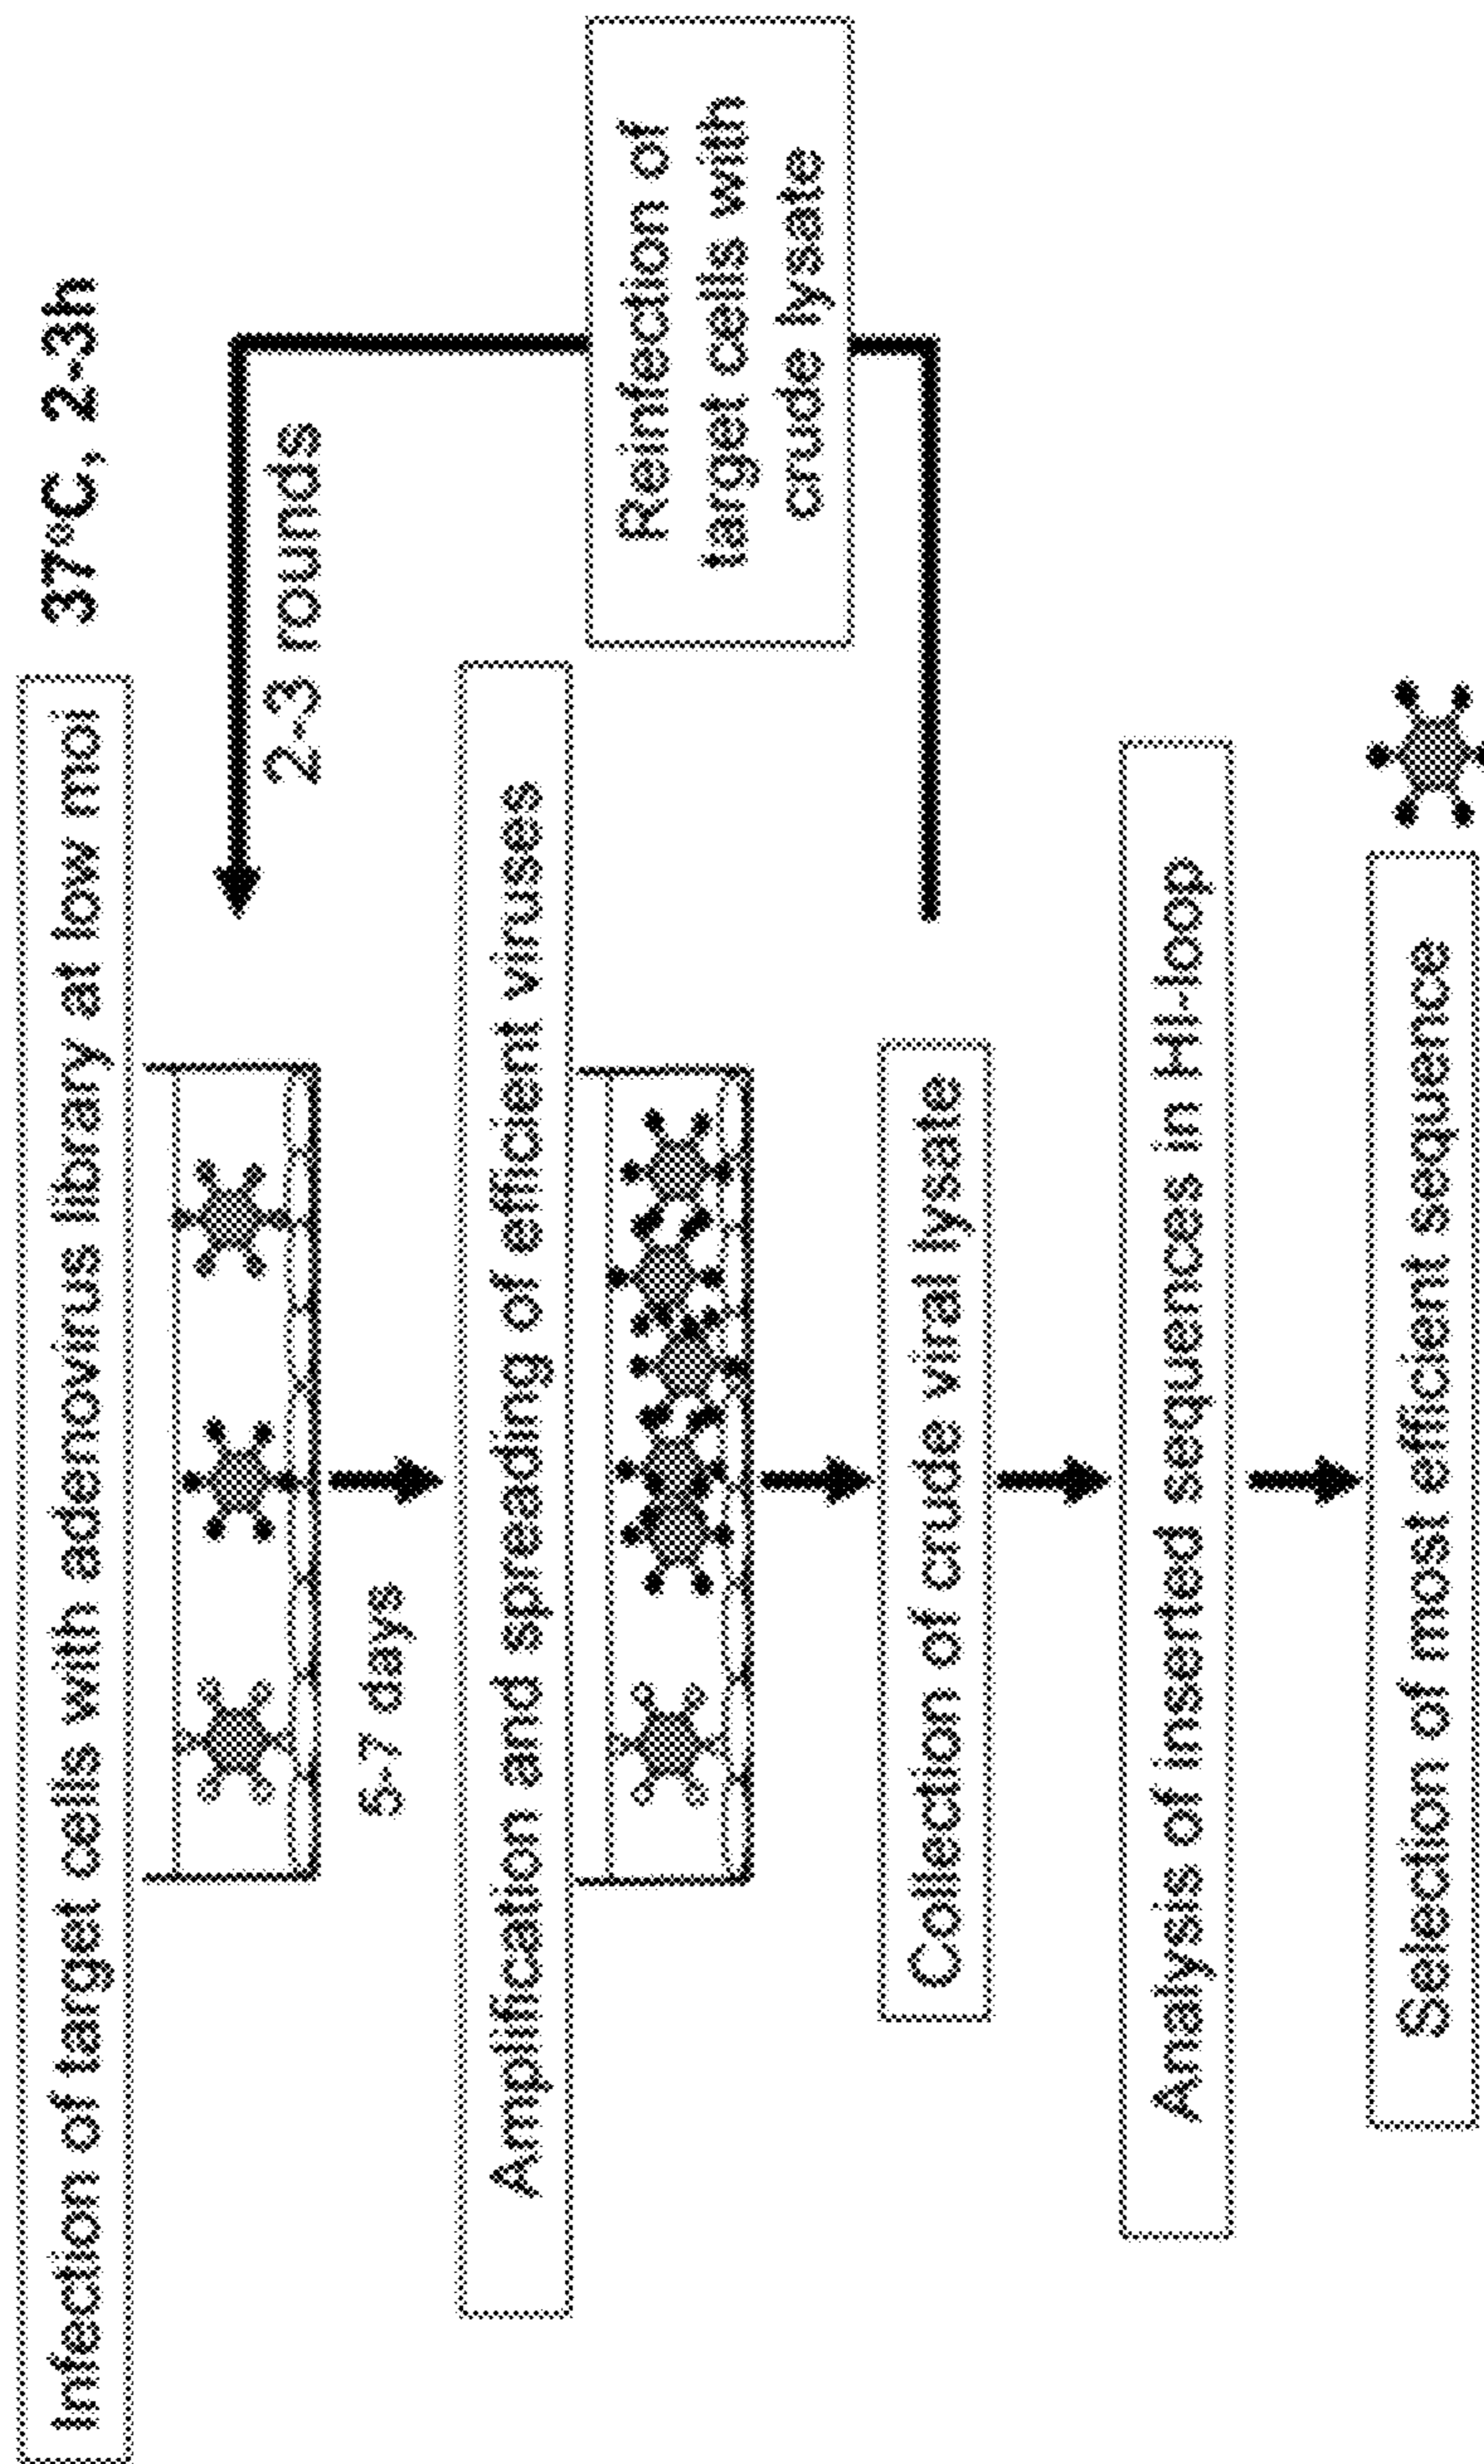 Infection of target cells with adenovirus library at low moi
37°C, 2-3h
2-3 rounds
5-7 days
Amplification and spreading of efficient viruses
Reinfection of
target cells with
crude lysate
Collection of crude viral lysate
Analysis of inserted sequences in HI-loop
Selection of most efficient sequence